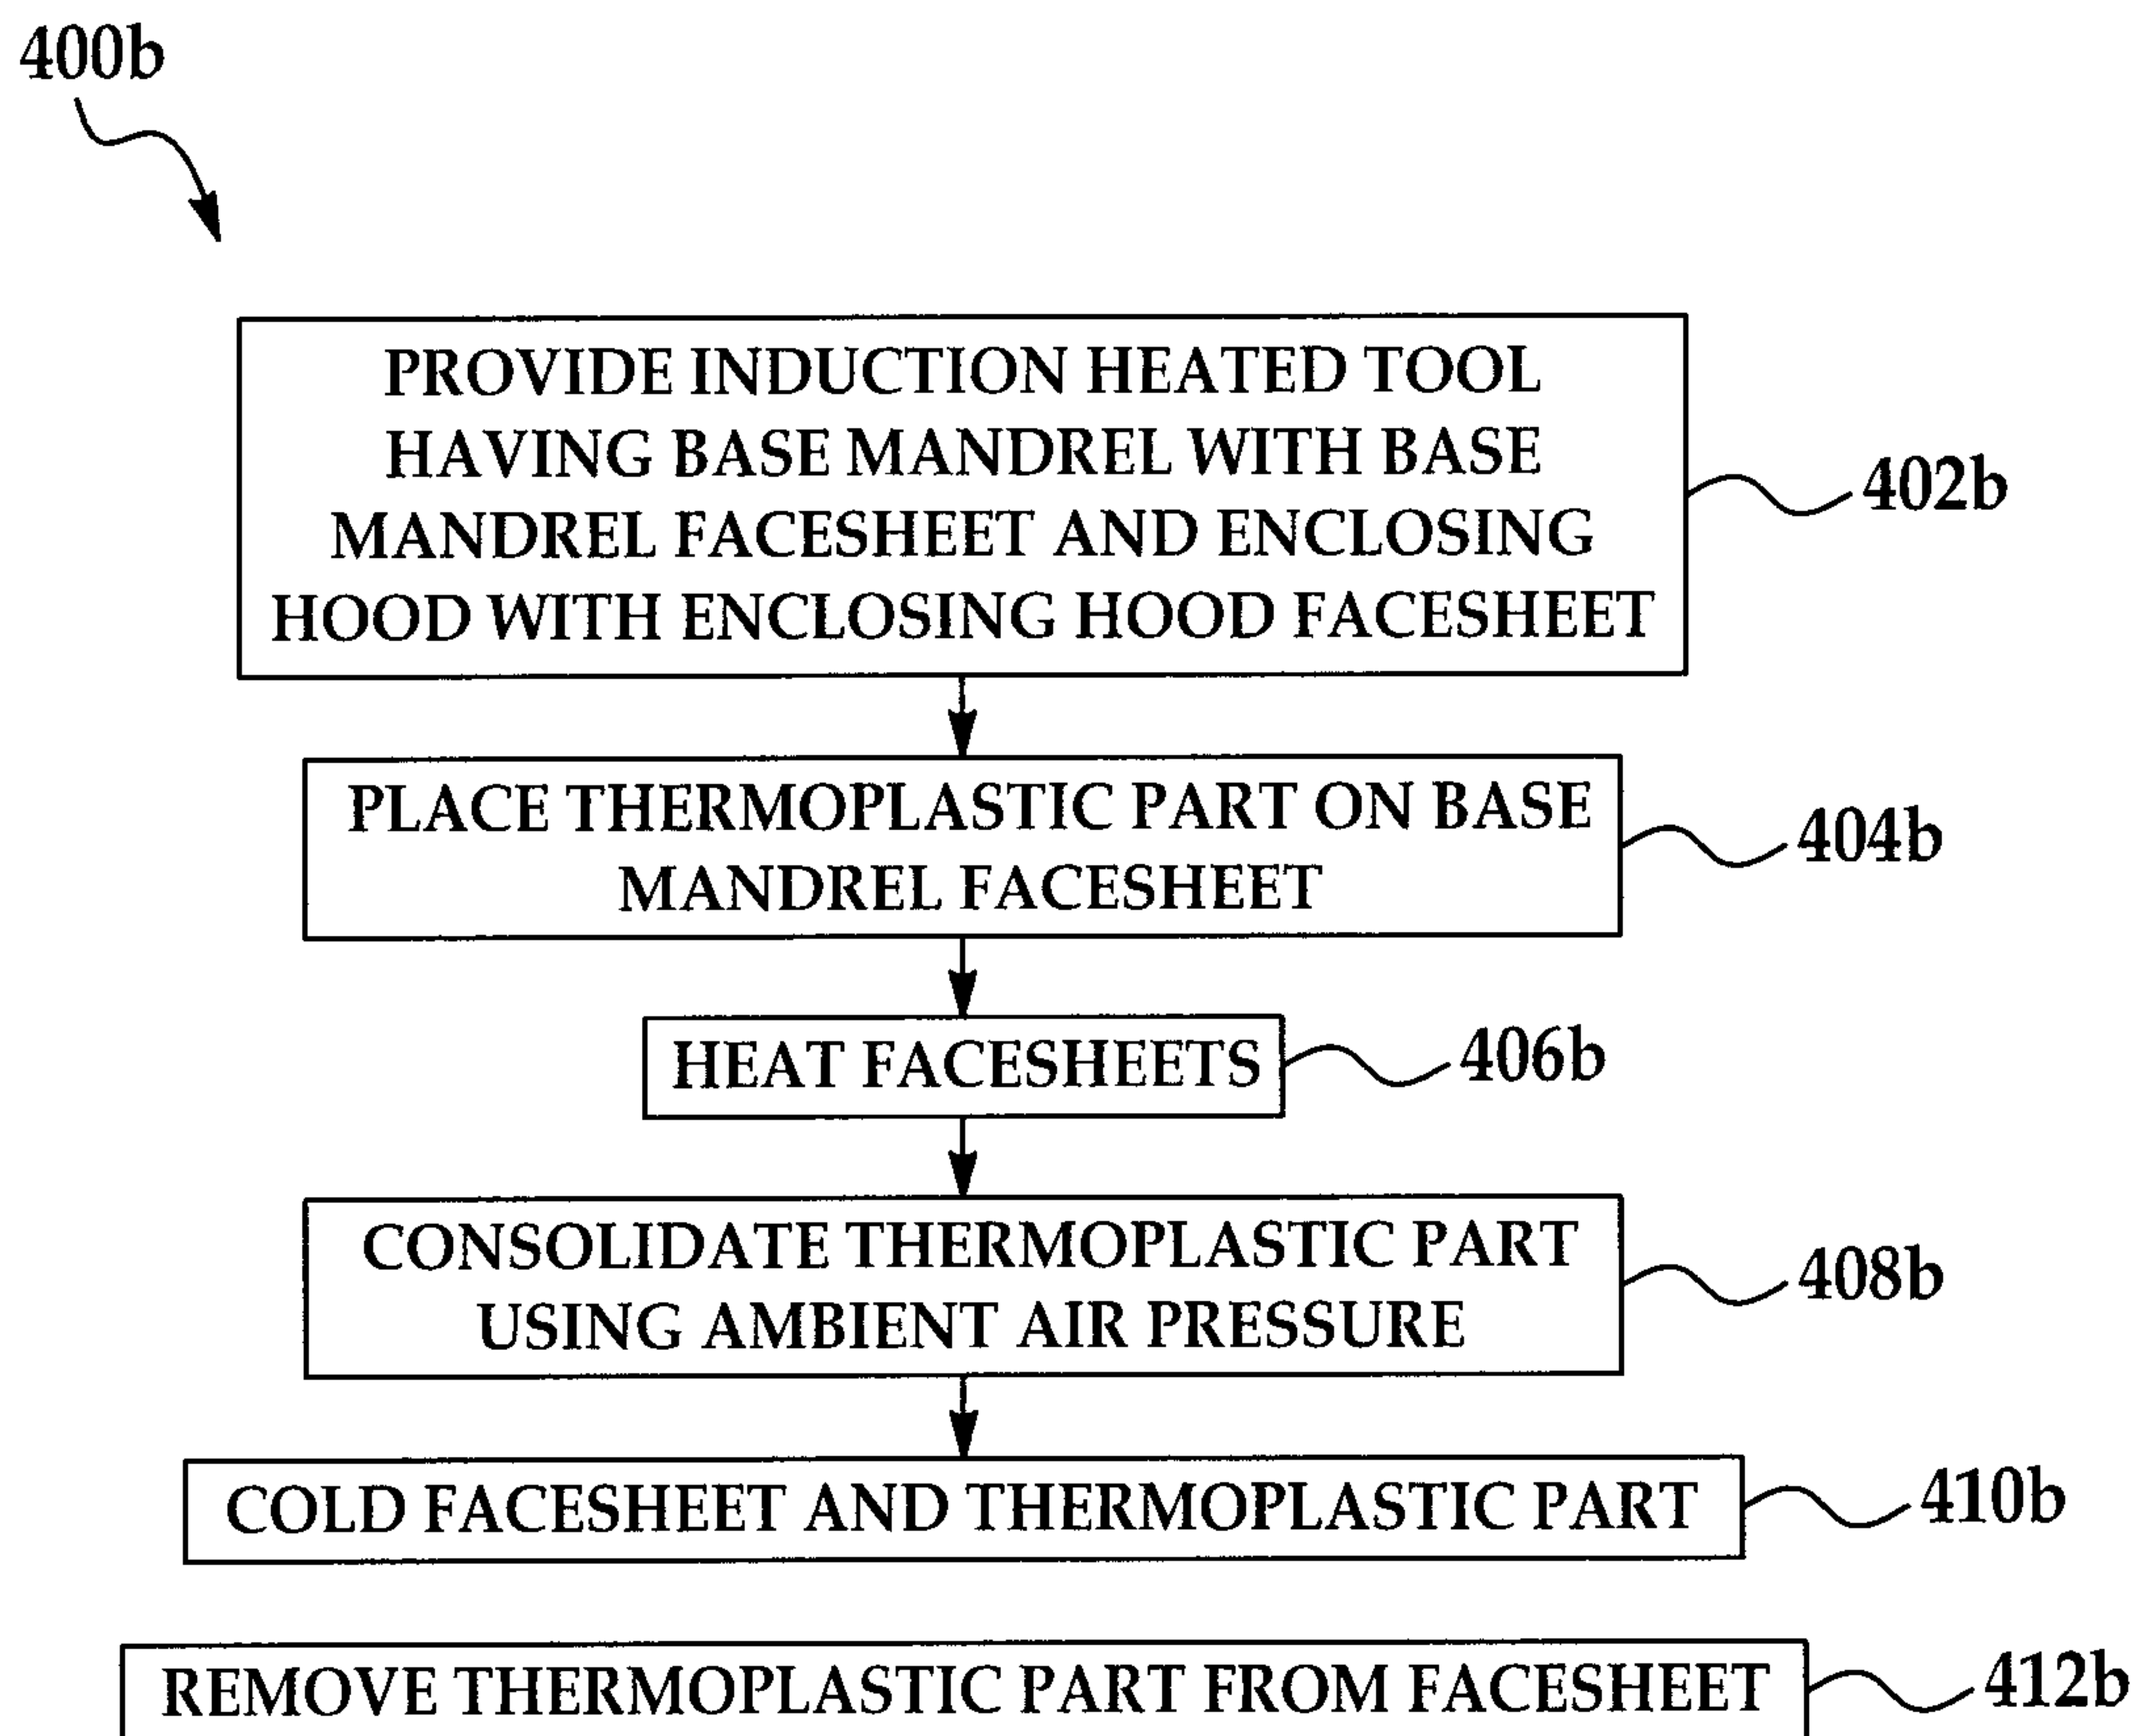 400b
PROVIDE INDUCTION HEATED TOOL
HAVING BASE MANDREL WITH BASE
MANDREL FACESHEET AND ENCLOSING
HOOD WITH ENCLOSING HOOD FACESHEET
402b
PLACE THERMOPLASTIC PART ON BASE
MANDREL FACESHEET
404b
HEAT FACESHEETS
406b
CONSOLIDATE THERMOPLASTIC PART
USING AMBIENT AIR PRESSURE
408b
COLD FACESHEET AND THERMOPLASTIC PART
410b
REMOVE THERMOPLASTIC PART FROM FACESHEET
412b